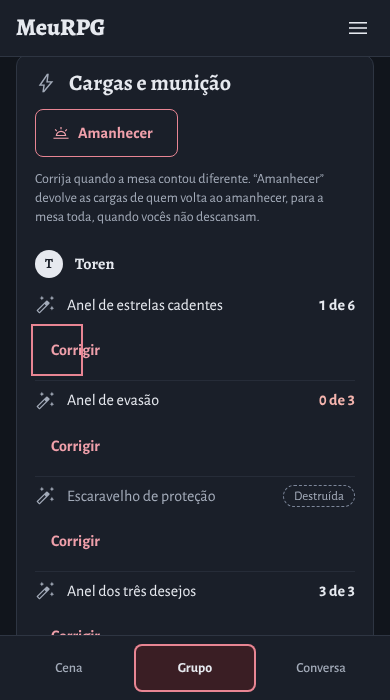 MeuRPG
Cargas e munição
Amanhecer
Corrija quando a mesa contou diferente. “Amanhecer”
devolve as cargas de quem volta ao amanhecer, para a
mesa toda, quando vocês não descansam.
T Toren
Anel de estrelas cadentes 1 de 6
Corrigir
Anel de evasão 0 de 3
Corrigir
Escaravelho de proteção Destruída
Corrigir
Anel dos três desejos 3 de 3
Corrigir
Cena Grupo Conversa